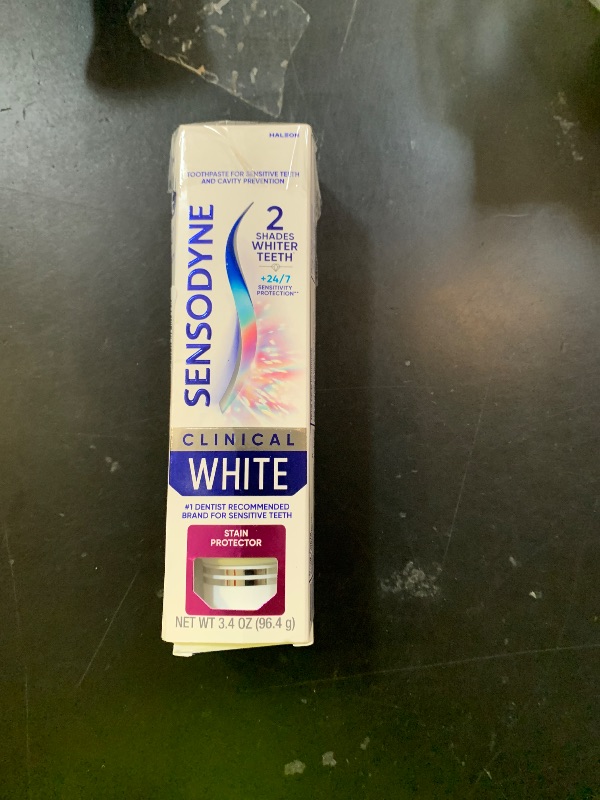 HALEON
TOOTHPASTE FOR SENSITIVE TEETH
AND CAVITY PREVENTION
SENSODYNE
2
SHADES
WHITER
TEETH
+24/7
SENSITIVITY
PROTECTION**
CLINICAL
WHITE
#1 DENTIST RECOMMENDED
BRAND FOR SENSITIVE TEETH
STAIN
PROTECTOR
NET WT 3.4 OZ (96.4 g)